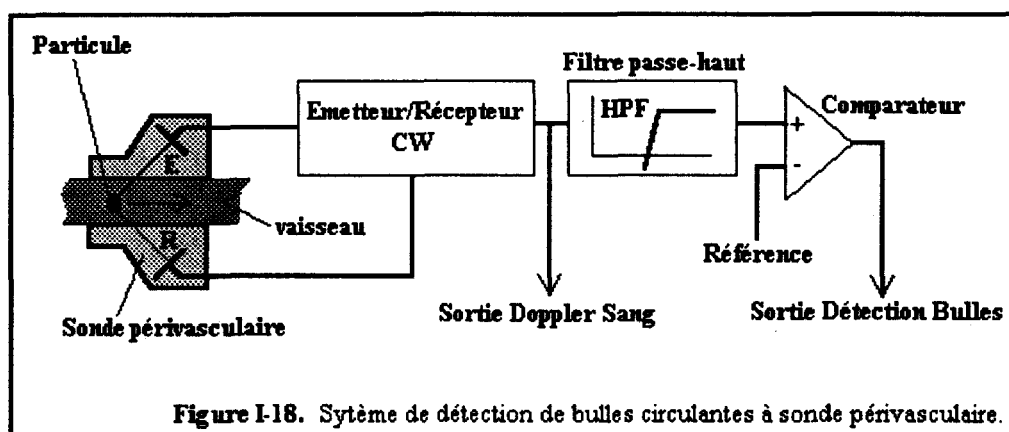 Particule
Filtre passe-haut
Emetteur/Récepteur
CW
HPF
Comparateur
+
-
E
R
vaisseau
Référence
Sonde périvasculaire
Sortie Doppler Sang
Sortie Détection Bulles
Figure I-18. Sytème de détection de bulles circulantes à sonde périvasculaire.